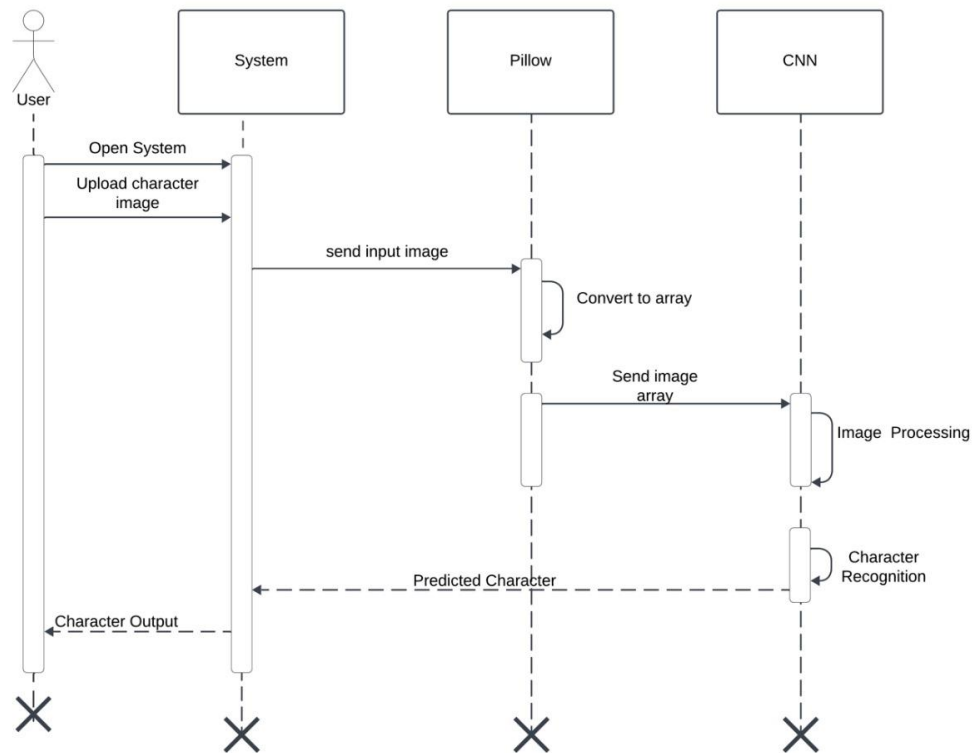 System
Pillow
CNN
User
Open System
Upload character
image
send input image
Convert to array
Send image
array
Image  Processing
Character
Recognition
Predicted Character
Character Output